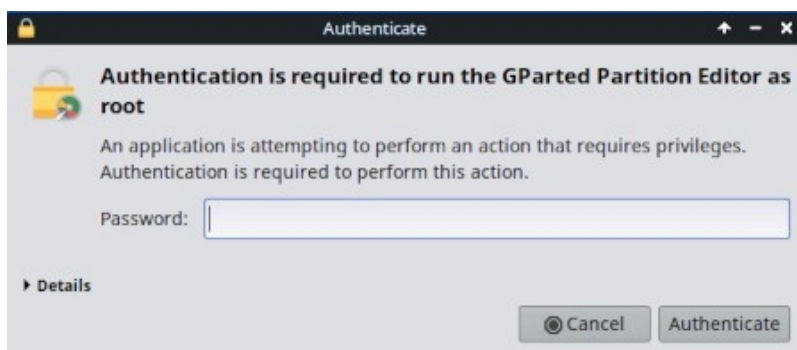 Authenticate
Authentication is required to run the GParted Partition Editor as
root
An application is attempting to perform an action that requires privileges.
Authentication is required to perform this action.
Password:
Details
Cancel Authenticate